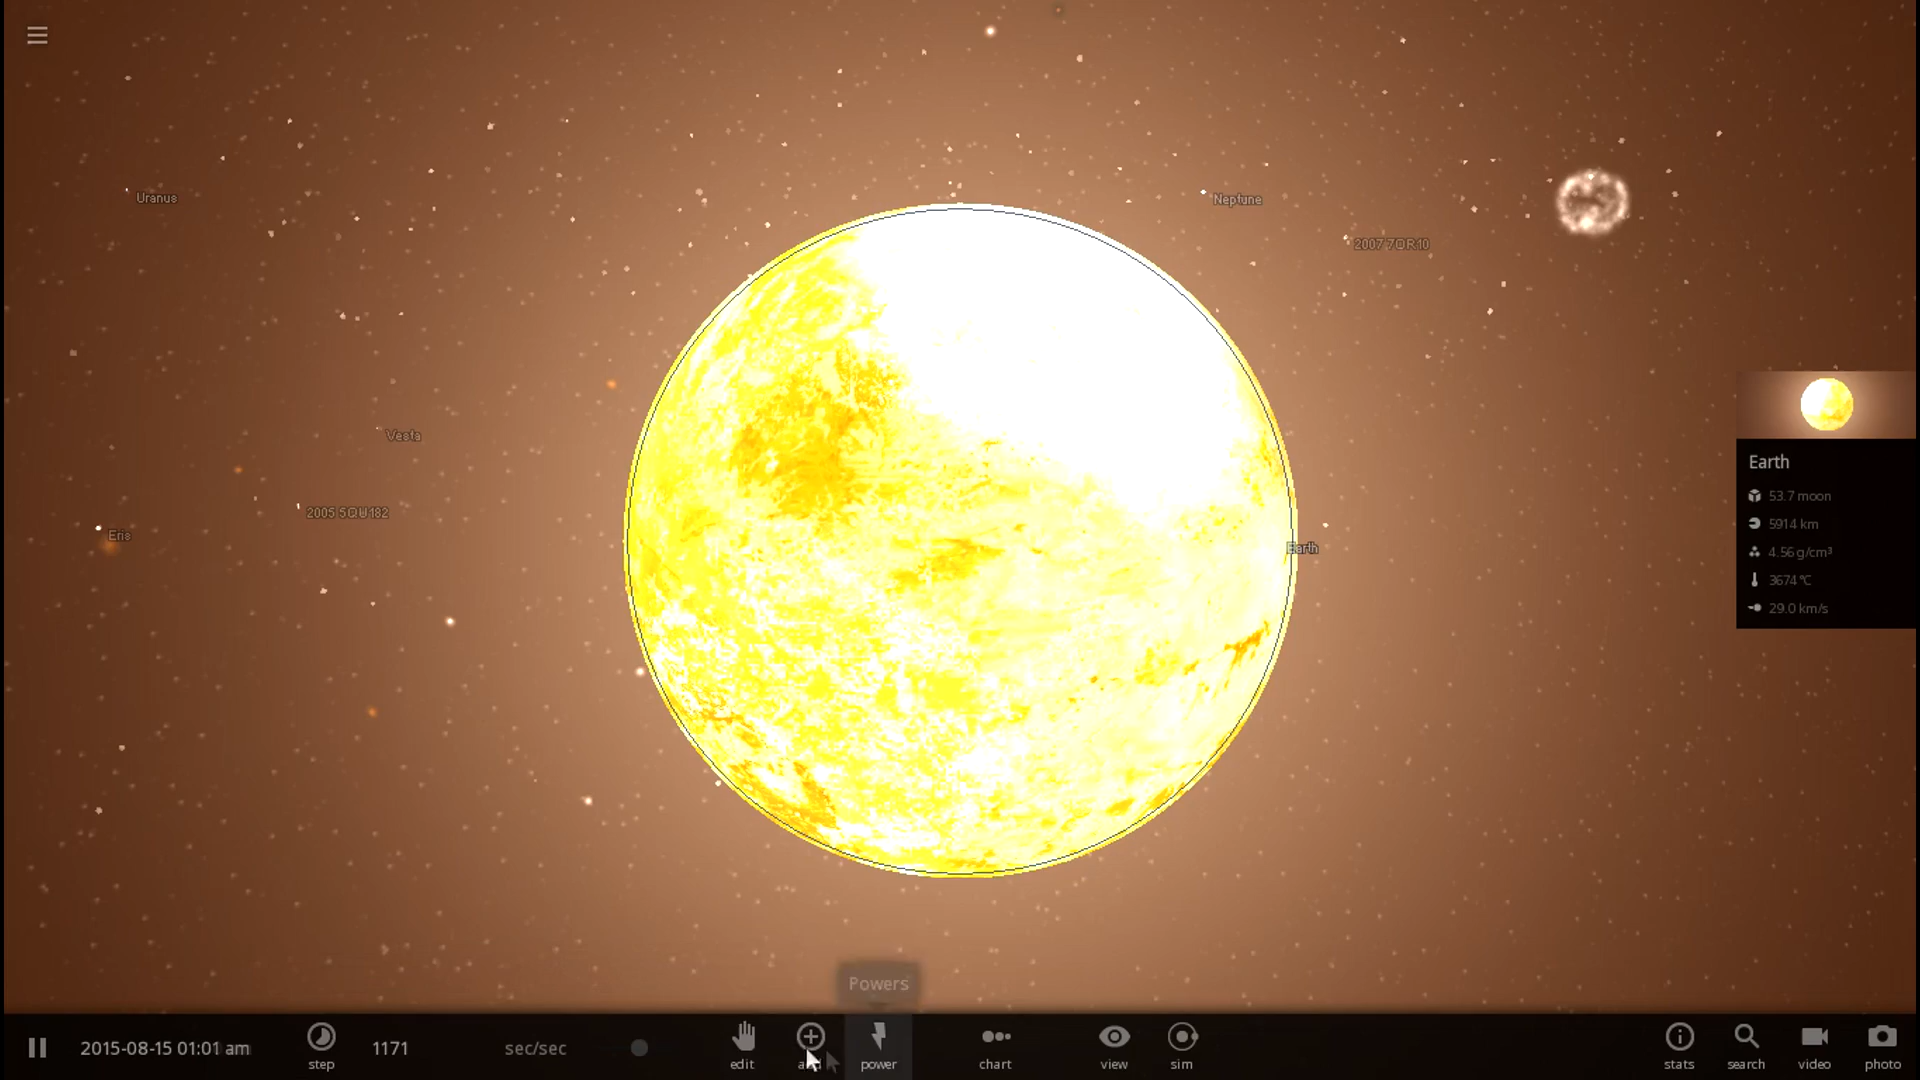 Uranus
Neptune
2007 7OR10
Vesta
2005 5QU182
Eris
Earth
Earth
53.7 moon
5914 km
4.56 g/cm³
3674 °C
29.0 km/s
Powers
2015-08-15 01:01 am
step
1171
sec/sec
edit
power
chart
view
sim
stats
search
video
photo